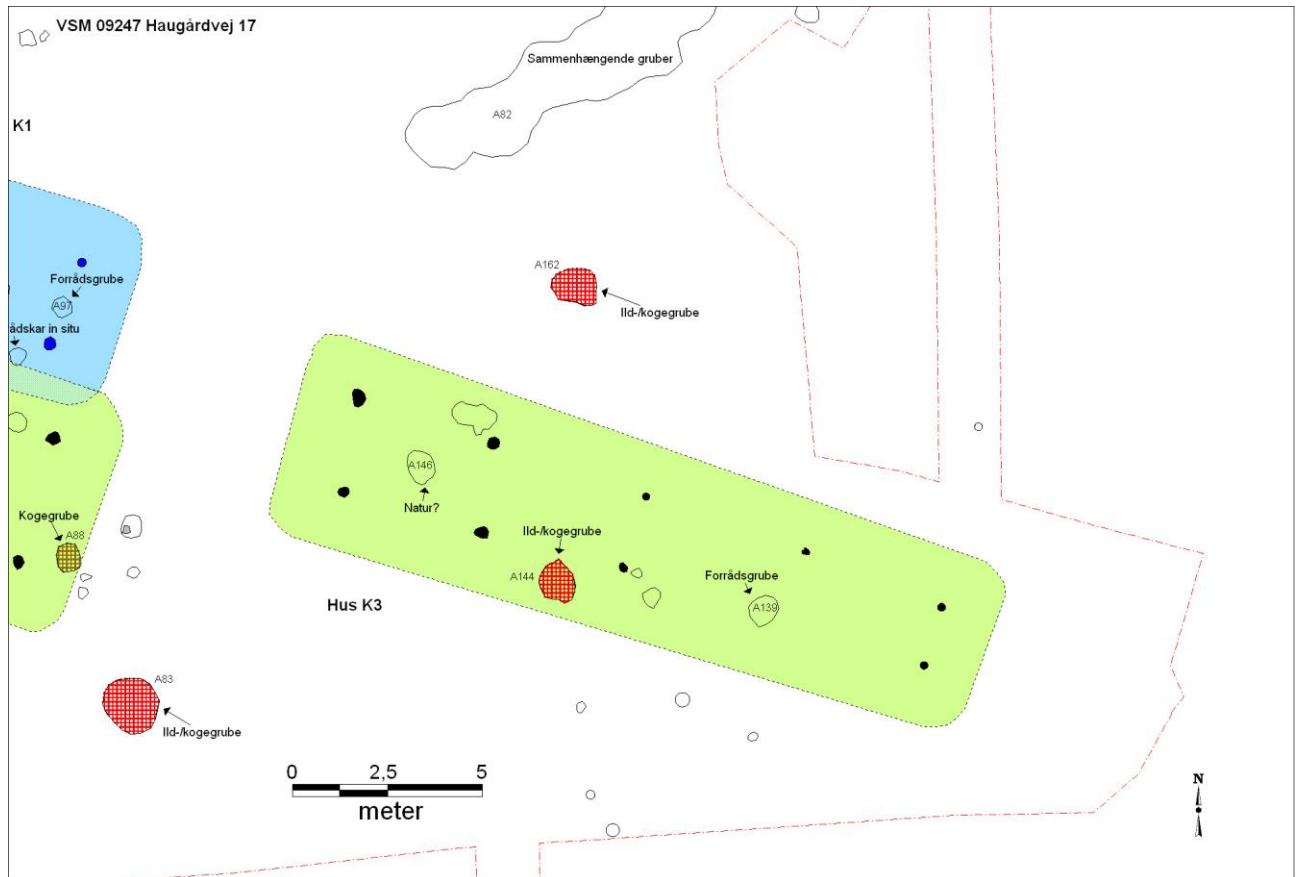 VSM 09247 Haugårdvej 17
Sammenhængende gruber
A82
K1
A162
Forrådsgrube
A97
Ild-/kogegrube
ådskar in situ
A146
Natur?
Kogegrube
A88
Ild-/kogegrube
A144
Forrådsgrube
A139
Hus K3
A83
Ild-/kogegrube
0 2,5 5
meter
N